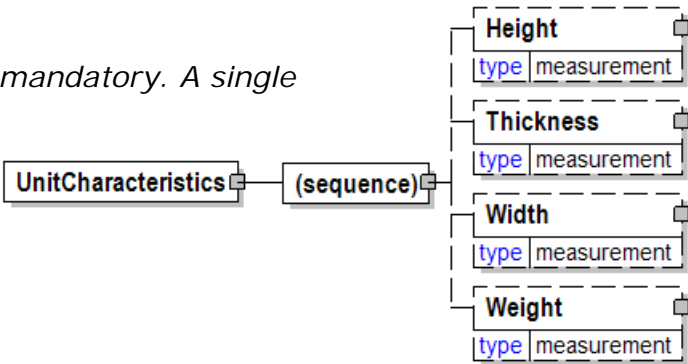 Height
type measurement
mandatory. A single
Thickness
type measurement
UnitCharacteristics
(sequence)
Width
type measurement
Weight
type measurement